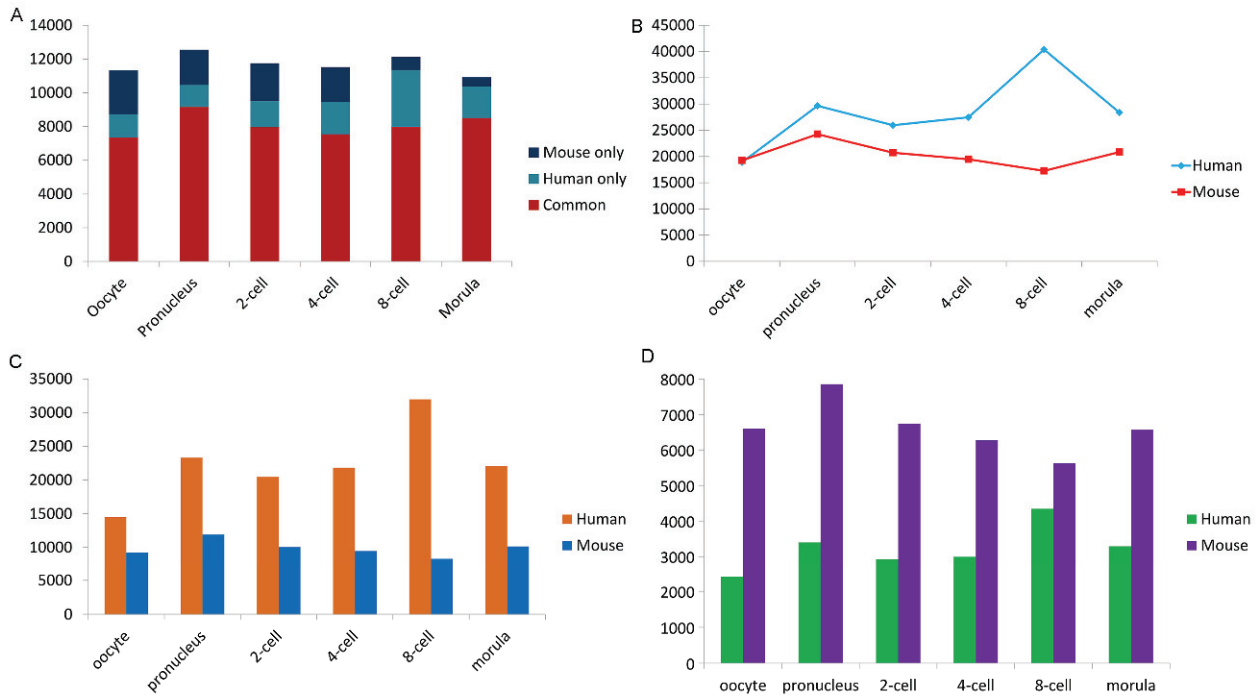 A
14000
12000
10000
8000
6000
4000
2000
0
Oocyte
Pronucleus
2-cell
4-cell
8-cell
Morula
Mouse only
Human only
Common
B
45000
40000
35000
30000
25000
20000
15000
10000
5000
0
oocyte
pronucleus
2-cell
4-cell
8-cell
morula
Human
Mouse
C
35000
30000
25000
20000
15000
10000
5000
0
oocyte
pronucleus
2-cell
4-cell
8-cell
morula
Human
Mouse
D
8000
7000
6000
5000
4000
3000
2000
1000
0
oocyte pronucleus 2-cell 4-cell 8-cell morula
Human
Mouse